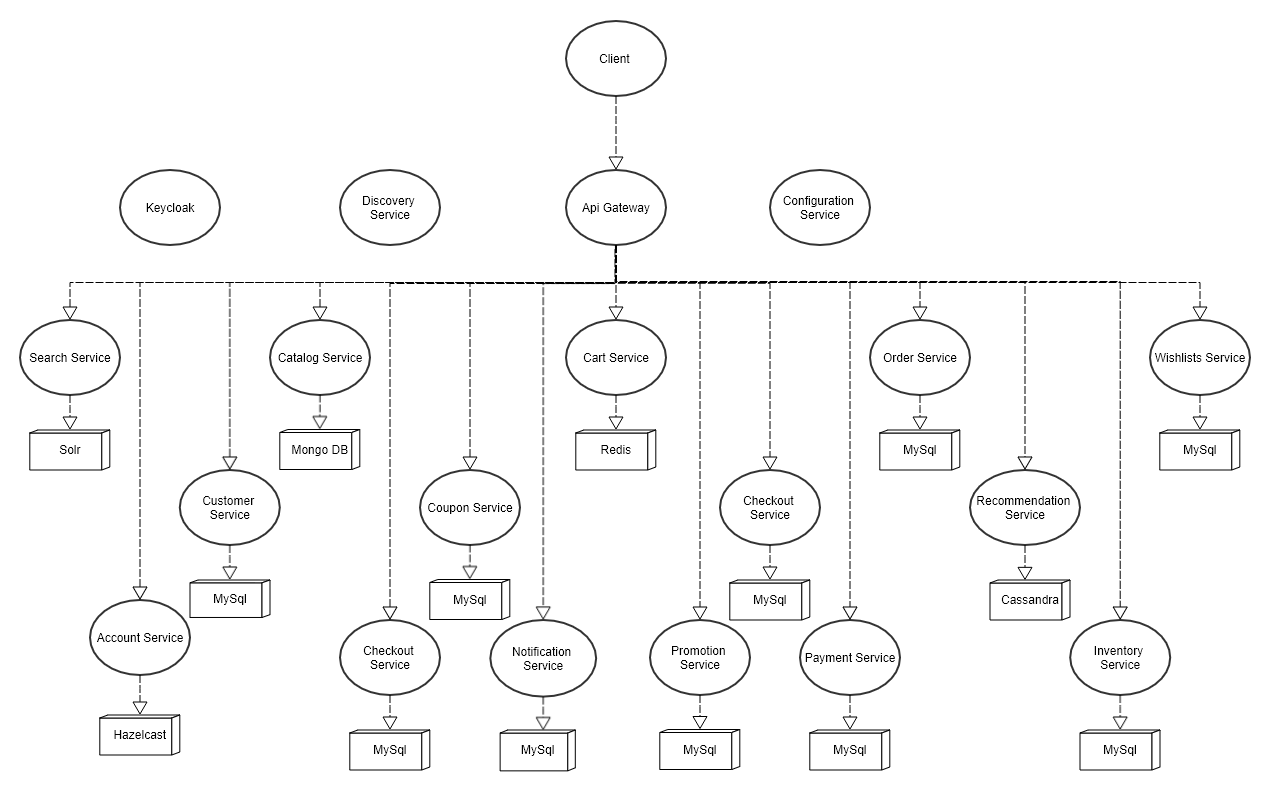 Client
Keycloak
Discovery
Service
Api Gateway
Configuration
Service
Search Service
Catalog Service
Cart Service
Order Service
Wishlists Service
Solr
Mongo DB
Redis
MySql
MySql
Customer
Service
Coupon Service
Checkout
Service
Recommendation
Service
MySql
MySql
MySql
Cassandra
Account Service
Checkout
Service
Notification
Service
Promotion
Service
Payment Service
Inventory
Service
Hazelcast
MySql
MySql
MySql
MySql
MySql